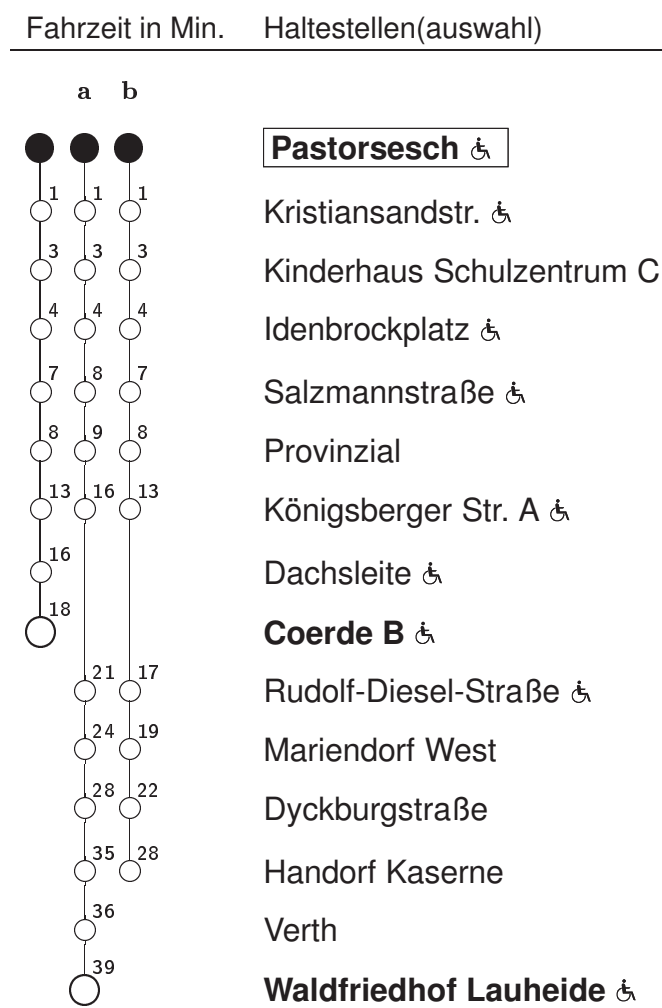 Fahrzeit in Min. Haltestellen(auswahl)
a b
Pastorsesch
1 1 1 Kristiansandstr.
3 3 3 Kinderhaus Schulzentrum C
4 4 4 Idenbrockplatz
7 8 7 Salzmannstraße
8 9 8 Provinzial
13 16 13 Königsberger Str. A
16 Dachsleite
18 Coerde B
21 17 Rudolf-Diesel-Straße
24 19 Mariendorf West
28 22 Dyckburgstraße
35 28 Handorf Kaserne
36 Verth
39 Waldfriedhof Lauheide